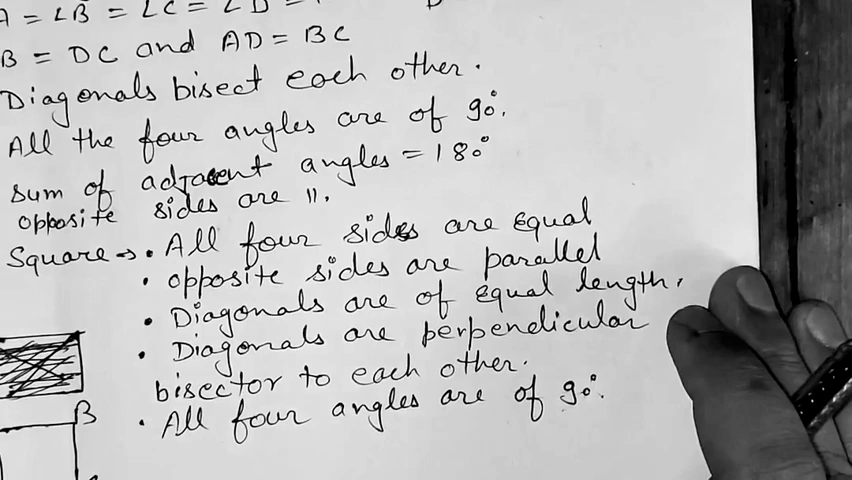 A = ∠B = ∠C = ∠D =
B = DC and AD = BC
Diagonals bisect each other.
All the four angles are of 90°.
Sum of adjacent angles = 180°
opposite sides are ||.
Square → • All four sides are equal
• opposite sides are parallel
• Diagonals are of equal length.
• Diagonals are perpendicular
bisector to each other.
• All four angles are of 90°.
B